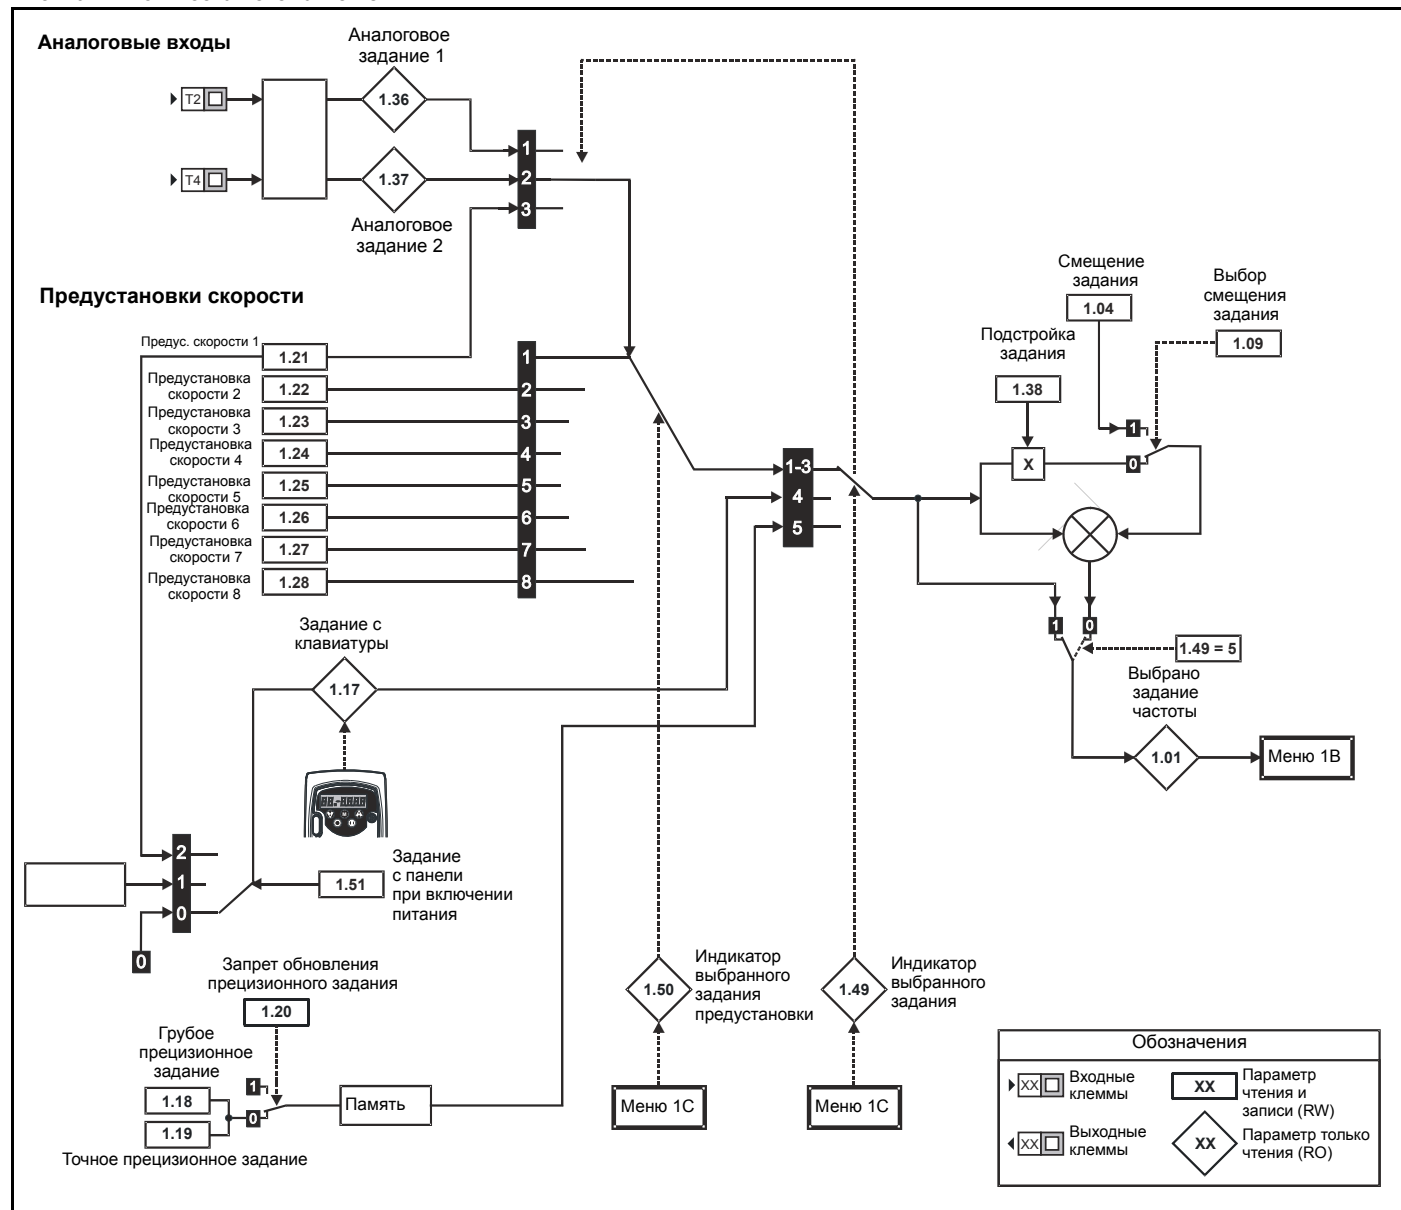 Аналоговые входы
Аналоговое
задание 1
T2
1.36
1
T4
1.37
2
3
Аналоговое
задание 2
Предустановки скорости
Предус. скорости 1
1.21
1
Предустановка
скорости 2
1.22
2
Предустановка
скорости 3
1.23
3
Предустановка
скорости 4
1.24
4
Предустановка
скорости 5
1.25
5
Предустановка
скорости 6
1.26
6
Предустановка
скорости 7
1.27
7
Предустановка
скорости 8
1.28
8
1-3
4
5
Смещение
задания
1.04
Выбор
смещения
задания
1.09
Подстройка
задания
1.38
X
1
0
1
0
1.49 = 5
Выбрано
задание
частоты
1.01
Меню 1В
Задание с
клавиатуры
1.17
2
1
0
0
1.51
Задание
с панели
при включении
питания
Запрет обновления
прецизионного задания
1.20
Грубое
прецизионное
задание
1.18
1.19
1
0
Память
Точное прецизионное задание
1.50
Индикатор
выбранного
задания
предустановки
Меню 1С
1.49
Индикатор
выбранного
задания
Меню 1С
Обозначения
XX
Входные
клеммы
XX
Параметр
чтения и
записи (RW)
XX
Выходные
клеммы
XX
Параметр только
чтения (RO)